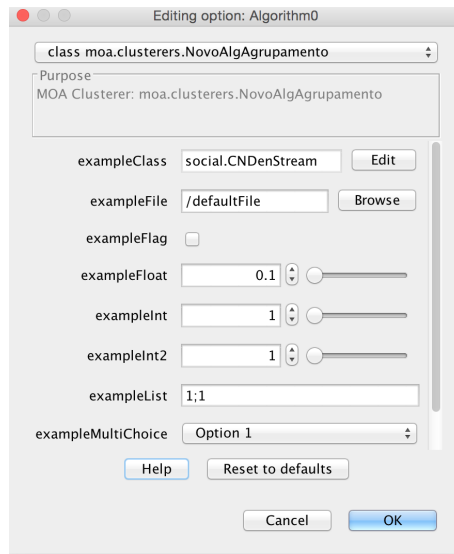 Editing option: Algorithm0
class moa.clusterers.NovoAlgAgrupamento
Purpose
MOA Clusterer: moa.clusterers.NovoAlgAgrupamento
exampleClass social.CNDenStream Edit
exampleFile /defaultFile Browse
exampleFlag
exampleFloat 0.1
exampleInt 1
exampleInt2 1
exampleList 1;1
exampleMultiChoice Option 1
Help Reset to defaults
Cancel OK